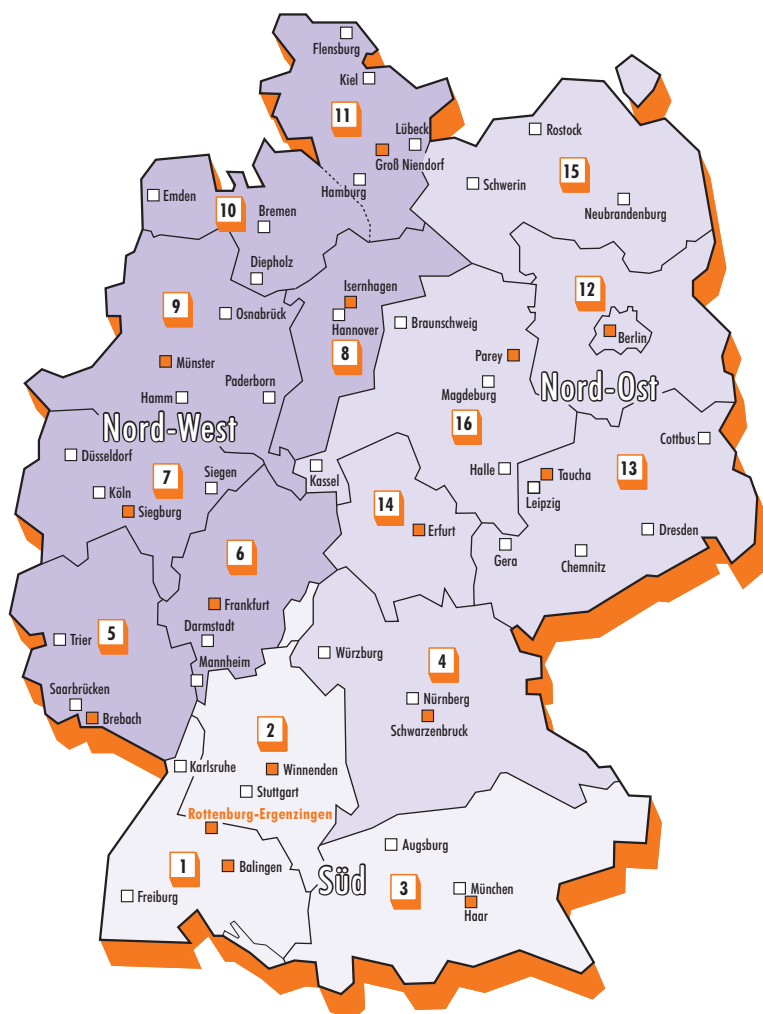 Flensburg
Kiel
11
Lübeck
Groß Niendorf
Hamburg
Rostock
15
Schwerin
Neubrandenburg
Emden
10
Bremen
Diepholz
9
Osnabrück
Isernhagen
Hannover
8
Braunschweig
12
Berlin
Münster
Parey
Magdeburg
Nord-Ost
Hamm
Paderborn
Nord-West
16
Cottbus
Düsseldorf
7
Siegen
Kassel
Halle
Taucha
Leipzig
13
Köln
Siegburg
14
Erfurt
Gera
Chemnitz
Dresden
6
Frankfurt
5
Trier
Darmstadt
Mannheim
Würzburg
4
Nürnberg
Schwarzenbruck
Saarbrücken
Brebach
2
Karlsruhe
Winnenden
Stuttgart
Rottenburg-Ergenzingen
1
Balingen
Freiburg
Süd
Augsburg
3
München
Haar